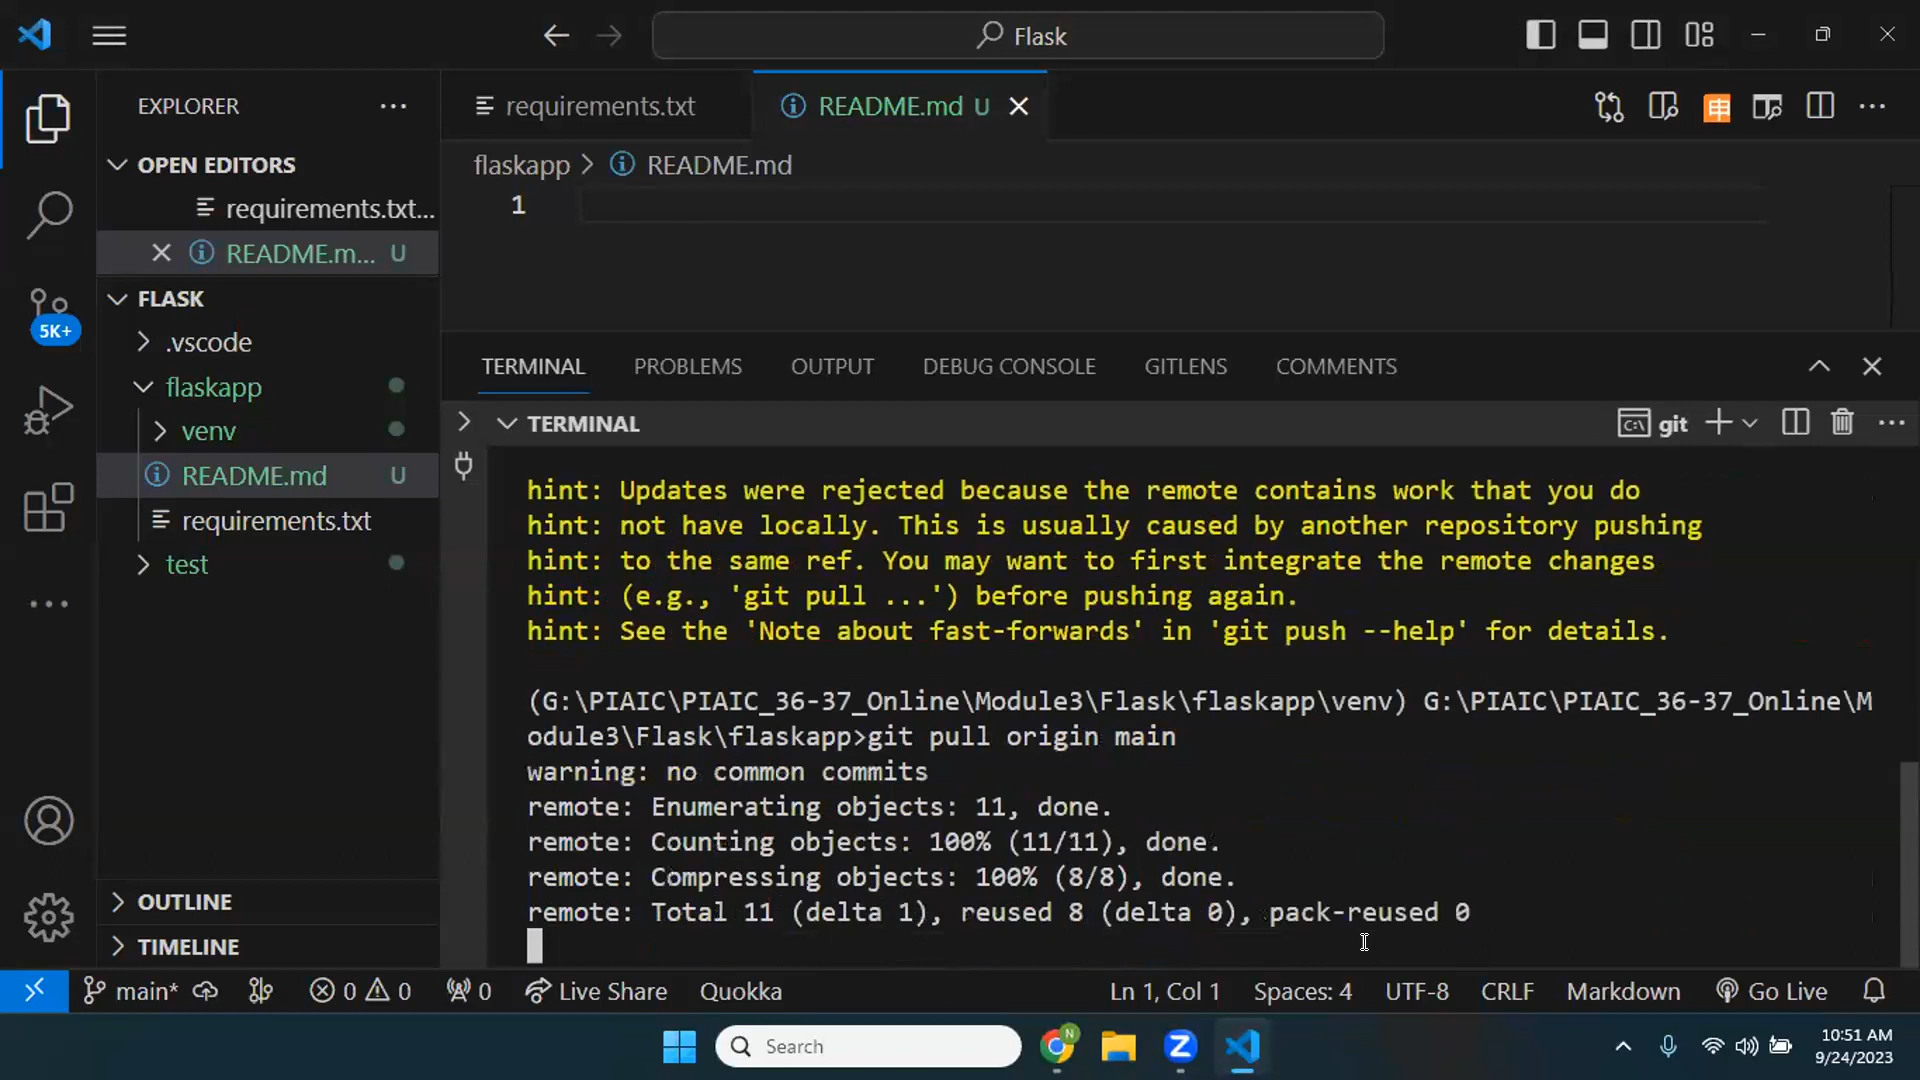 Flask
EXPLORER
requirements.txt
README.md U
OPEN EDITORS
requirements.txt...
README.m... U
flaskapp > README.md
1
FLASK
5K+
.vscode
flaskapp
venv
README.md U
requirements.txt
test
OUTLINE
TIMELINE
TERMINAL PROBLEMS OUTPUT DEBUG CONSOLE GITLENS COMMENTS
TERMINAL
git
hint: Updates were rejected because the remote contains work that you do
hint: not have locally. This is usually caused by another repository pushing
hint: to the same ref. You may want to first integrate the remote changes
hint: (e.g., 'git pull ...') before pushing again.
hint: See the 'Note about fast-forwards' in 'git push --help' for details.
(G:\PIAIC\PIAIC_36-37_Online\Module3\Flask\flaskapp\venv) G:\PIAIC\PIAIC_36-37_Online\M
odule3\Flask\flaskapp>git pull origin main
warning: no common commits
remote: Enumerating objects: 11, done.
remote: Counting objects: 100% (11/11), done.
remote: Compressing objects: 100% (8/8), done.
remote: Total 11 (delta 1), reused 8 (delta 0), pack-reused 0
main* 0 0 0 Live Share Quokka Ln 1, Col 1 Spaces: 4 UTF-8 CRLF Markdown Go Live
Search
N
10:51 AM
9/24/2023